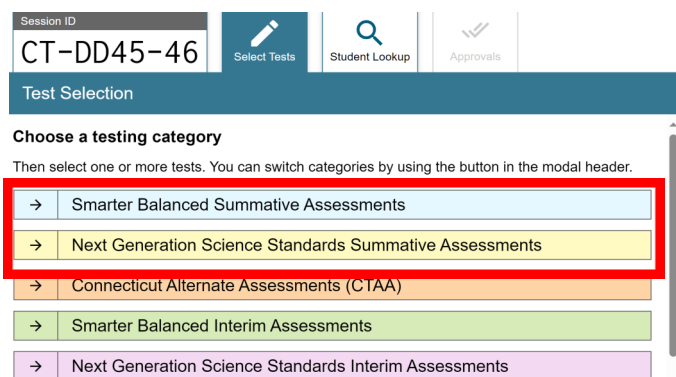 Session ID
CT-DD45-46
Select Tests
Student Lookup
Approvals
Test Selection
Choose a testing category
Then select one or more tests. You can switch categories by using the button in the modal header.
→ Smarter Balanced Summative Assessments
→ Next Generation Science Standards Summative Assessments
→ Connecticut Alternate Assessments (CTAA)
→ Smarter Balanced Interim Assessments
→ Next Generation Science Standards Interim Assessments